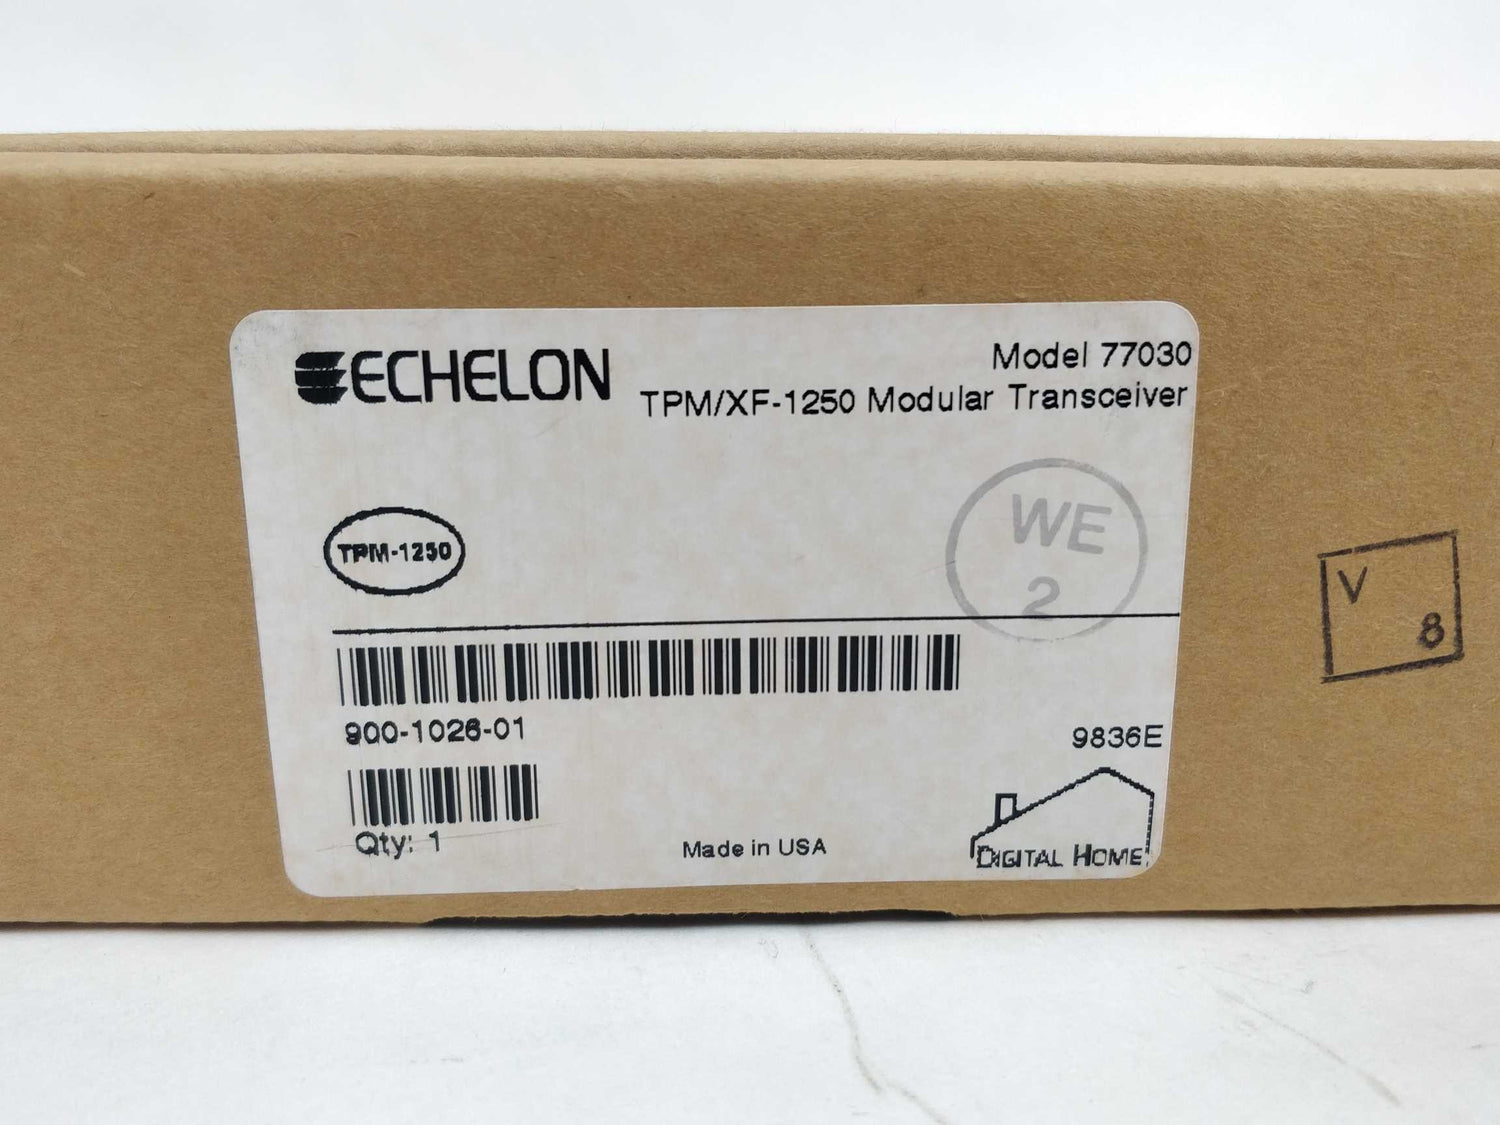 ECHELON
Model 77030
TPM/XF-1250 Modular Transceiver
TPM-1250
WE
2
V
8
900-1026-01
9836E
Qty: 1
Made in USA
DIGITAL HOME